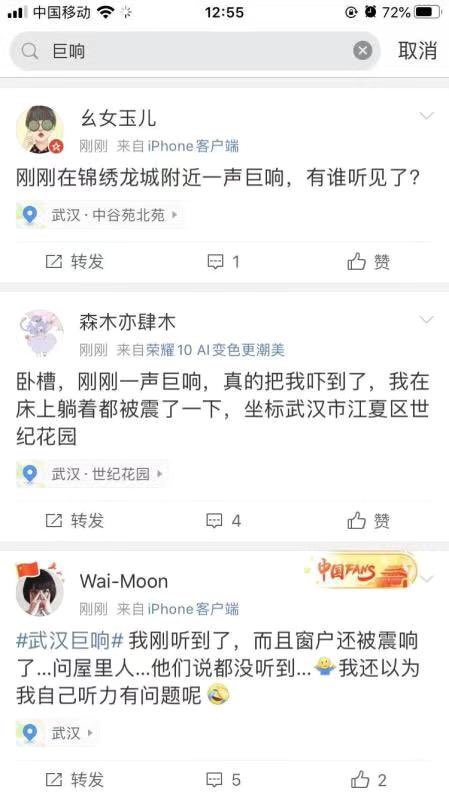 中国移动 12:55 72%
巨响 取消
幺女玉儿
刚刚 来自iPhone客户端
刚刚在锦绣龙城附近一声巨响，有谁听见了？
武汉·中谷苑北苑
转发 1 赞
森木亦肆木
刚刚 来自荣耀10 AI变色更潮美
卧槽，刚刚一声巨响，真的把我吓到了，我在
床上躺着都被震了一下，坐标武汉市江夏区世
纪花园
武汉·世纪花园
转发 4 赞
Wai-Moon
中国FANS
刚刚 来自iPhone客户端
#武汉巨响# 我刚听到了，而且窗户还被震响
了...问屋里人...他们说都没听到...🤷我还以为
我自己听力有问题呢🤣
武汉
转发 5 2